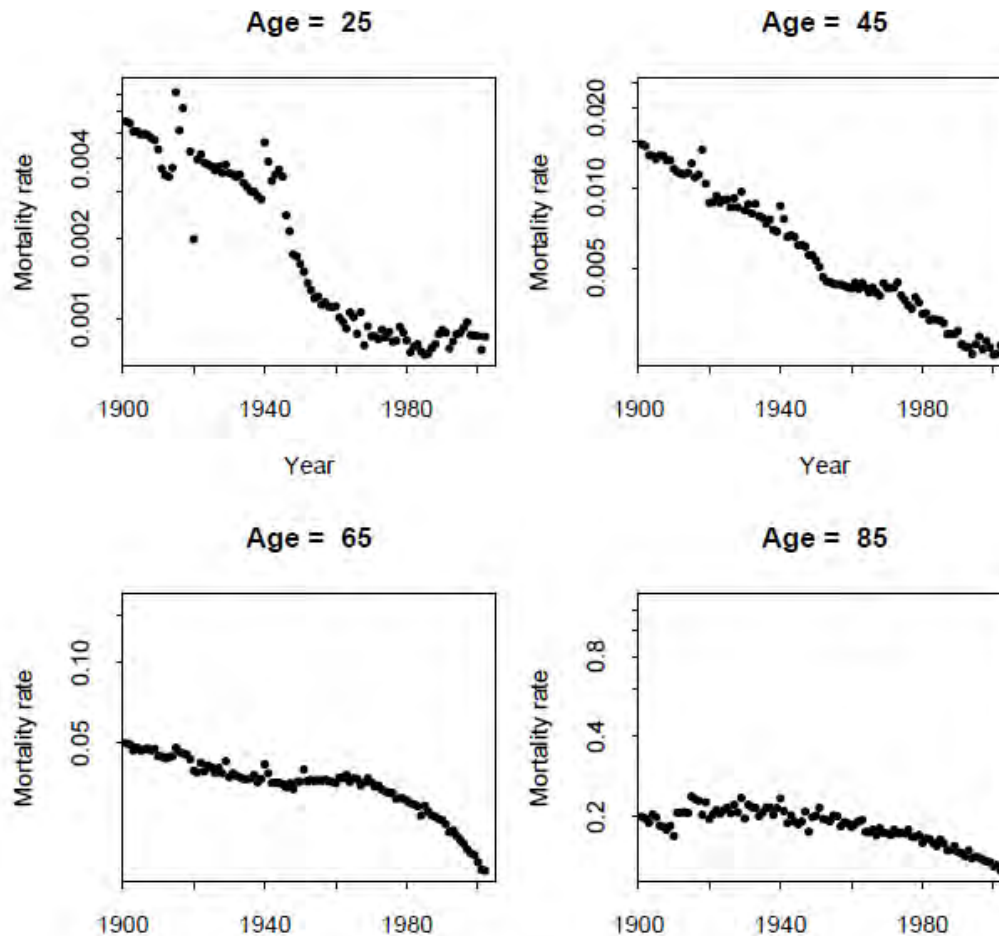 Age = 25
Age = 45
Mortality rate
0.004
0.002
0.001
Mortality rate
0.020
0.010
0.005
1900 1940 1980
1900 1940 1980
Year
Year
Age = 65
Age = 85
Mortality rate
0.10
0.05
Mortality rate
0.8
0.4
0.2
1900 1940 1980
1900 1940 1980